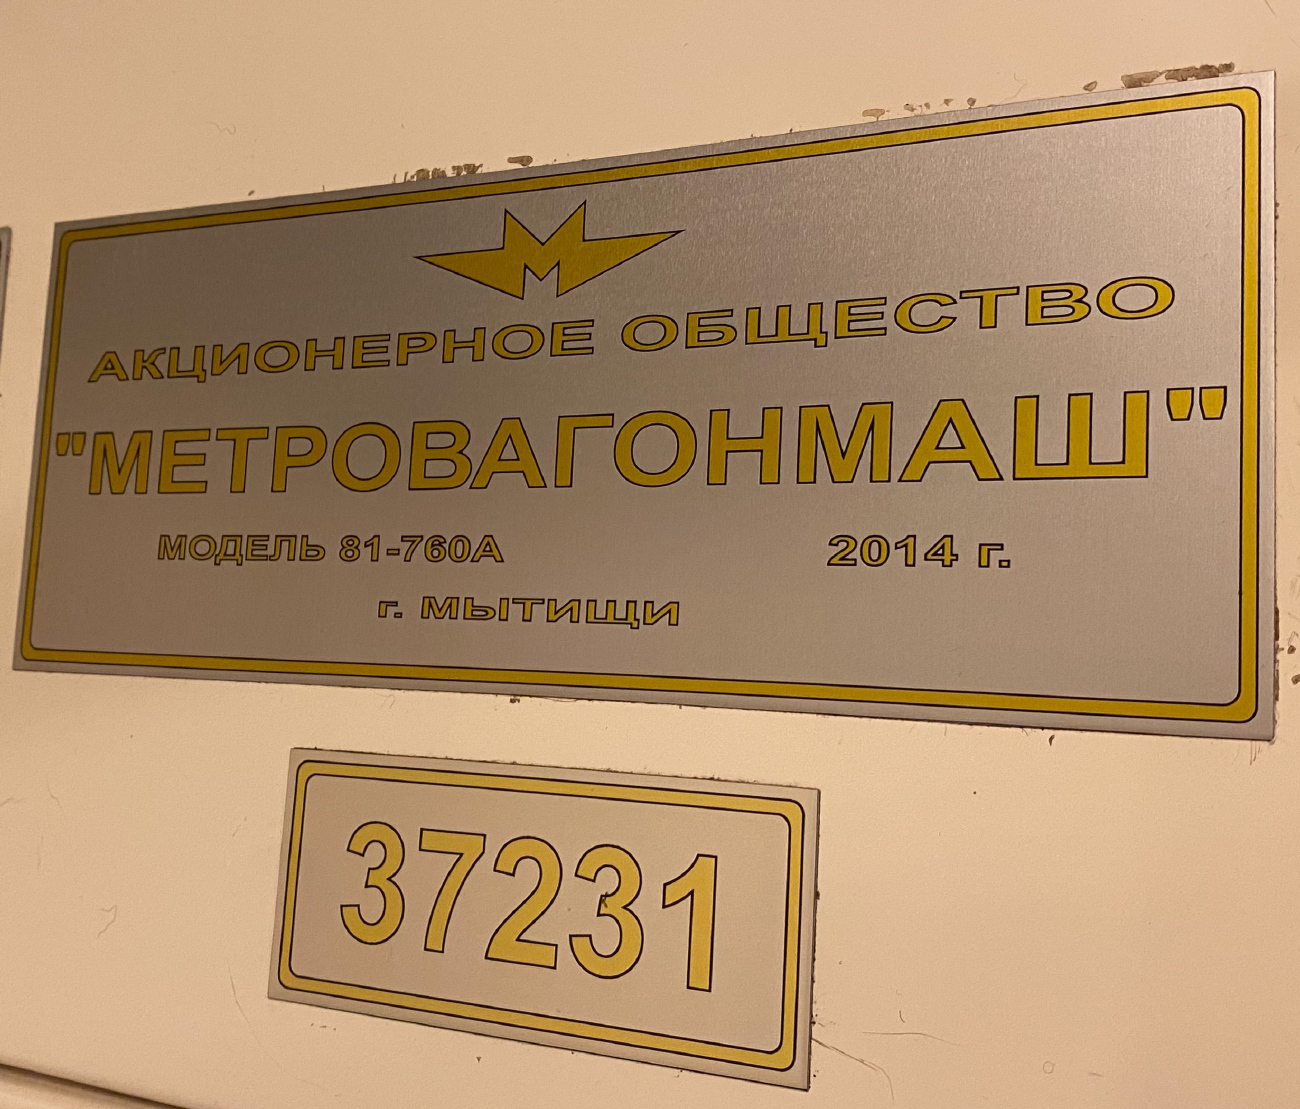 АКЦИОНЕРНОЕ ОБЩЕСТВО
"МЕТРОВАГОНМАШ"
МОДЕЛЬ 81-760А 2014 г.
г. МЫТИЩИ
37231